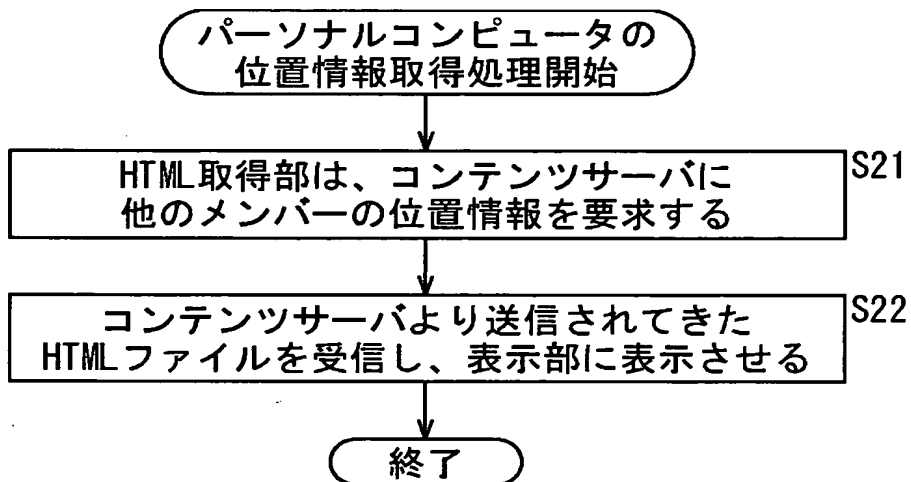 パーソナルコンピュータの
位置情報取得処理開始
HTML取得部は、コンテンツサーバに
他のメンバーの位置情報を要求する
S21
コンテンツサーバより送信されてきた
HTMLファイルを受信し、表示部に表示させる
S22
終了